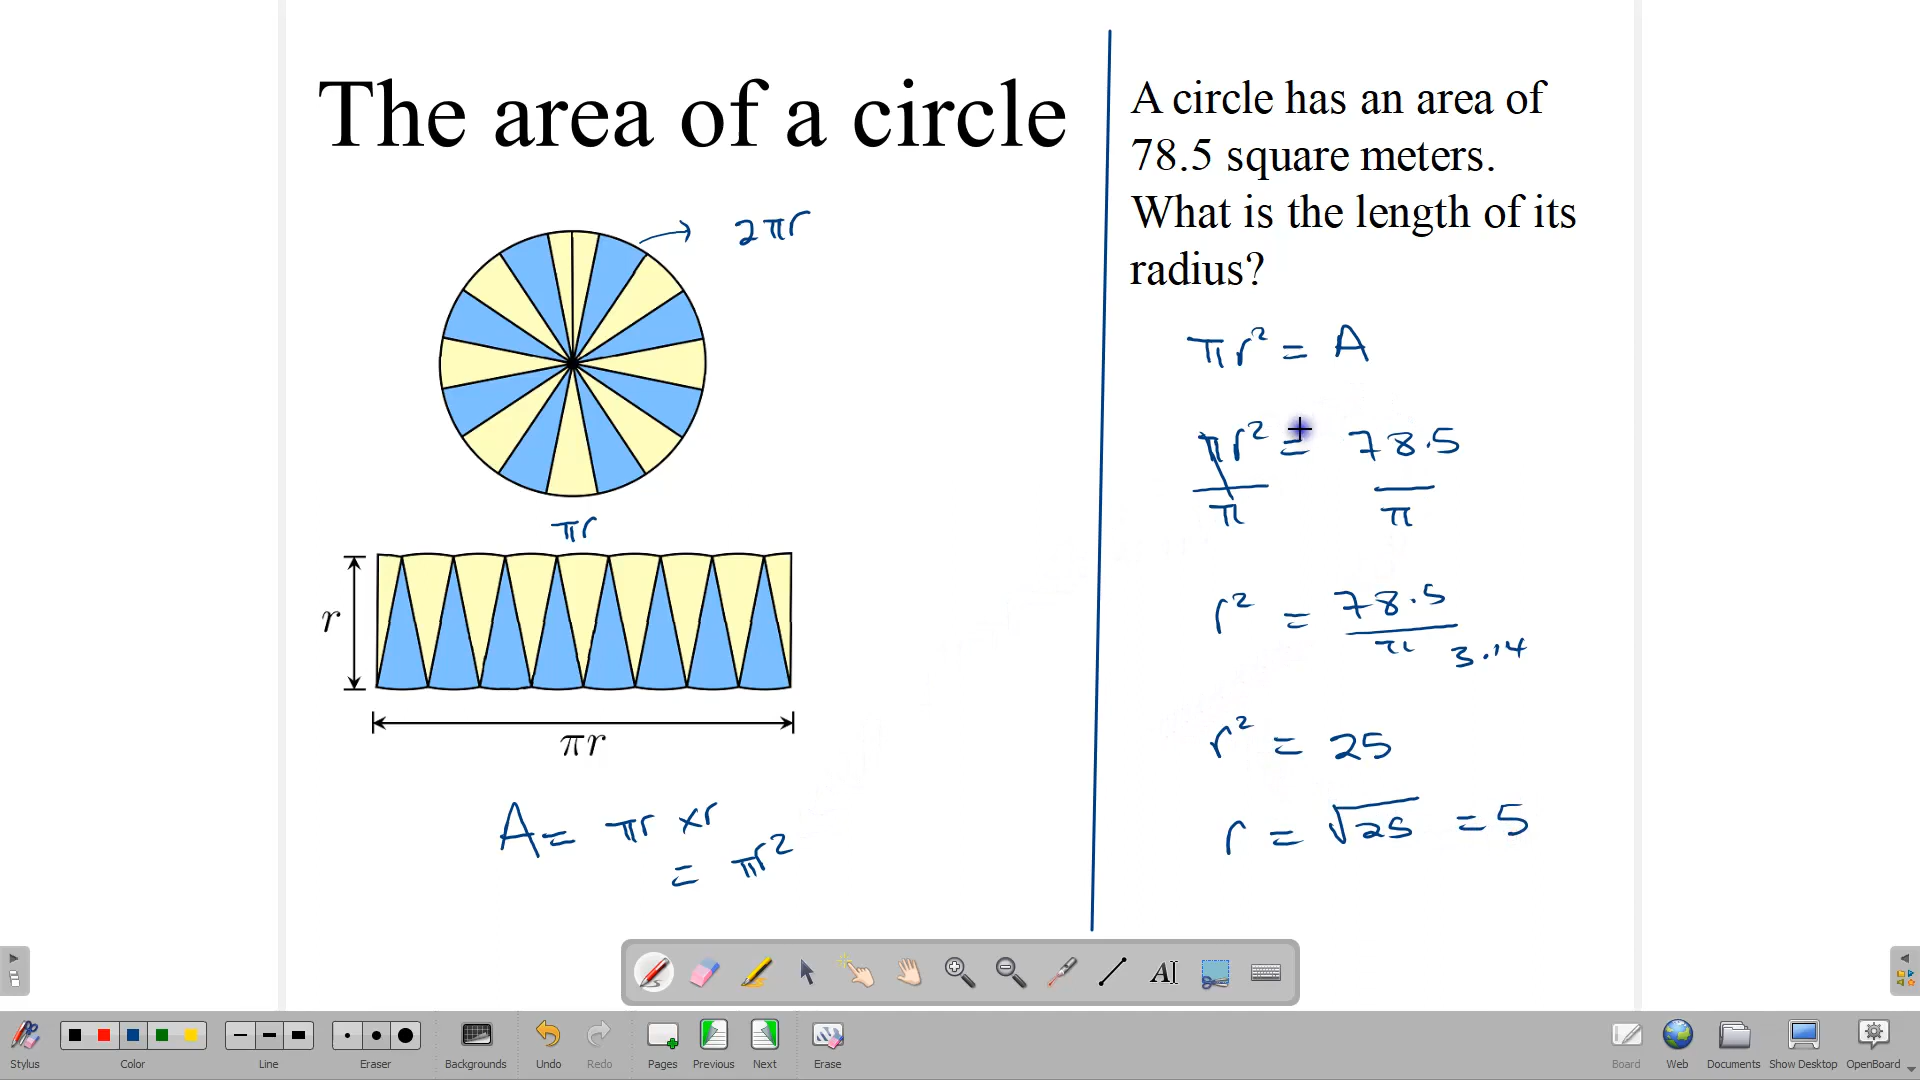 The area of a circle
2πr
πr
r
πr
A = πr × r
= πr²
A circle has an area of
78.5 square meters.
What is the length of its
radius?
πr² = A
πr² = 78.5
π π
r² = 78.5
π 3.14
r² = 25
r = √25 = 5
AI
Stylus Color Line Eraser Backgrounds Undo Redo Pages Previous Next Erase Board Web Documents Show Desktop OpenBoard